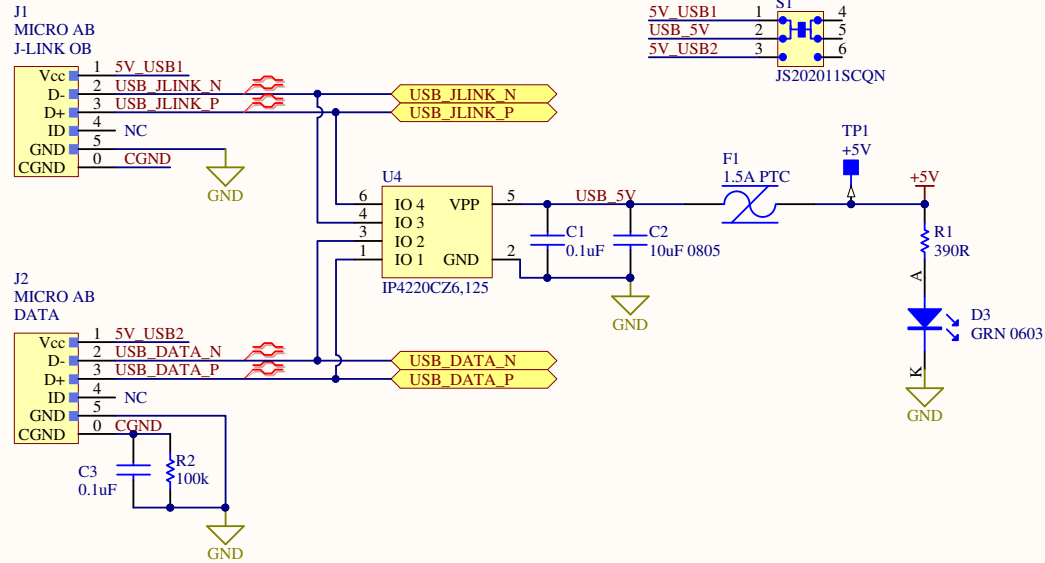 J1
MICRO AB
J-LINK OB
Vcc 1 5V_USB1
D- 2 USB_JLINK_N
D+ 3 USB_JLINK_P
ID 4 NC
GND 5
CGND 0 CGND
GND
USB_JLINK_N
USB_JLINK_P
S1
5V_USB1 1 4
USB_5V 2 5
5V_USB2 3 6
JS202011SCQN
U4
6 IO 4 VPP 5
4 IO 3
3 IO 2
1 IO 1 GND 2
IP4220CZ6,125
USB_5V
C1
0.1uF
C2
10uF 0805
GND
F1
1.5A PTC
TP1
+5V
+5V
R1
390R
A
D3
GRN 0603
K
GND
J2
MICRO AB
DATA
Vcc 1 5V_USB2
D- 2 USB_DATA_N
D+ 3 USB_DATA_P
ID 4 NC
GND 5
CGND 0 CGND
USB_DATA_N
USB_DATA_P
C3
0.1uF
R2
100k
GND